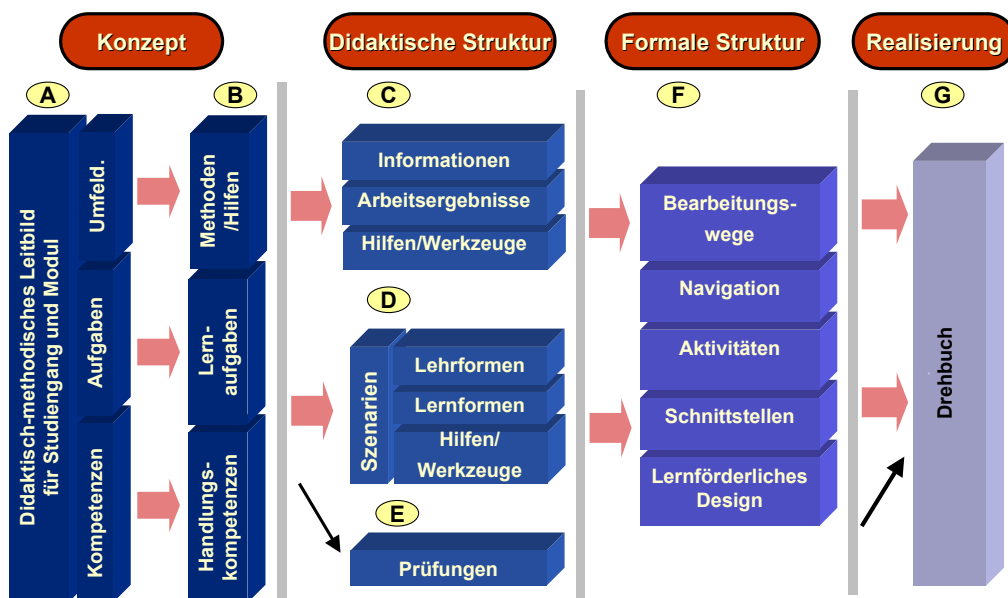 Konzept
Didaktische Struktur
Formale Struktur
Realisierung
A
B
C
F
G
Didaktisch-methodisches Leitbild
für Studiengang und Modul
Umfeld.
Aufgaben
Kompetenzen
Methoden
/Hilfen
Lern-
aufgaben
Handlungs-
kompetenzen
Informationen
Arbeitsergebnisse
Hilfen/Werkzeuge
D
Szenarien
Lehrformen
Lernformen
Hilfen/
Werkzeuge
E
Prüfungen
Bearbeitungs-
wege
Navigation
Aktivitäten
Schnittstellen
Lernförderliches
Design
Drehbuch